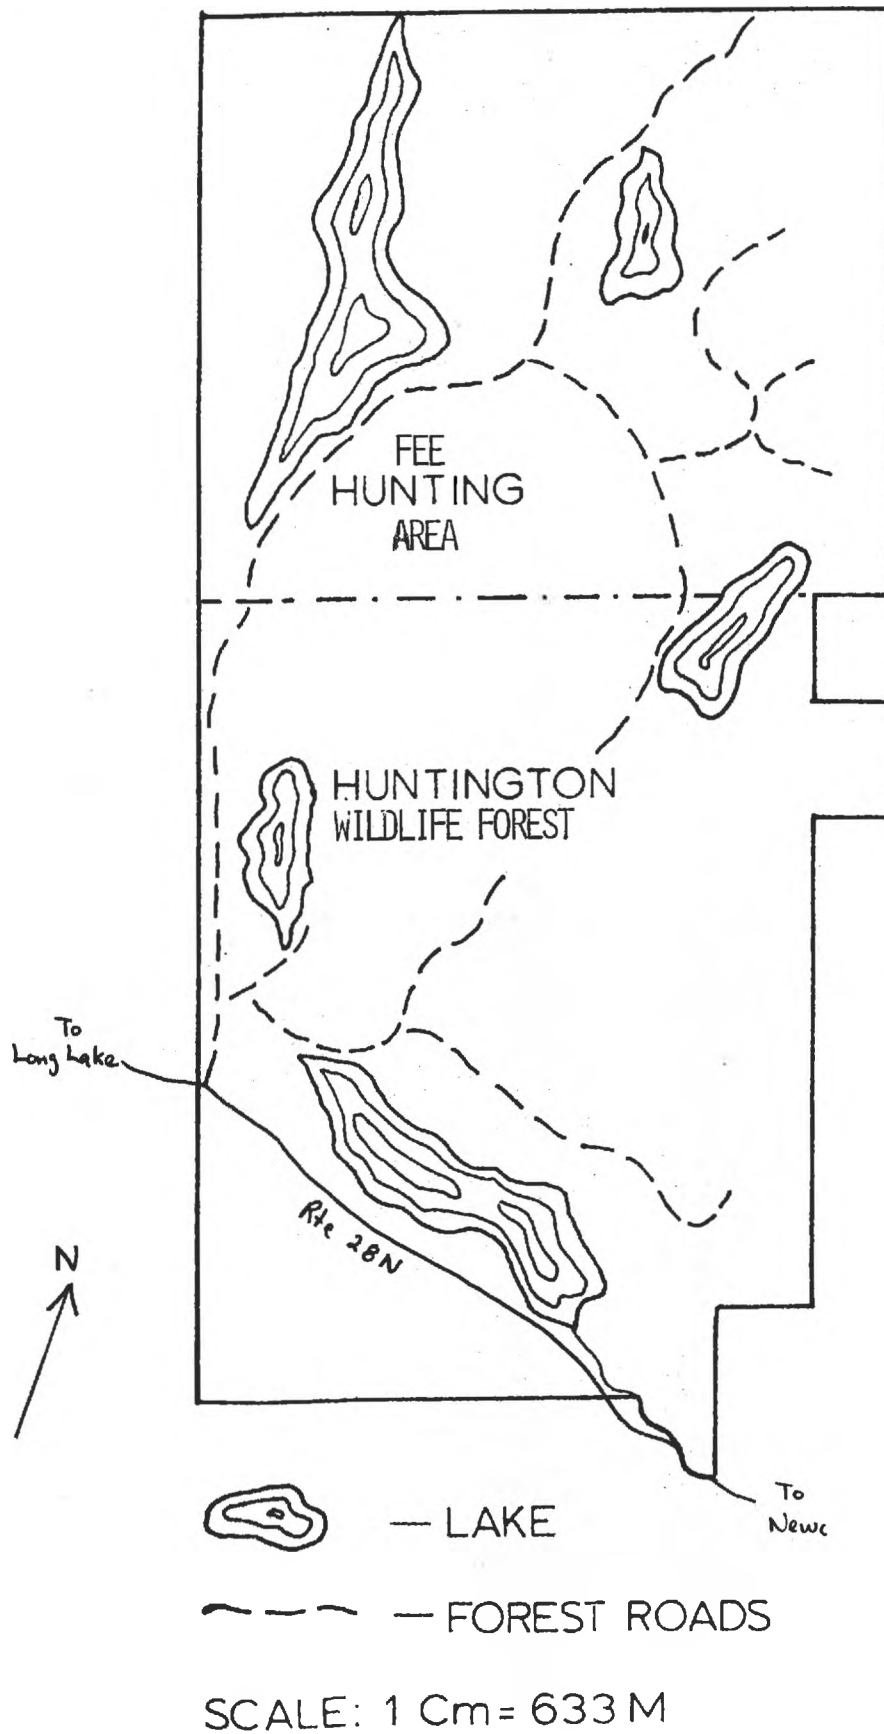 FEE
HUNTING
AREA
HUNTINGTON
WILDLIFE FOREST
To
Long Lake
Rte 28N
N
To
Newc
— LAKE
— FOREST ROADS
SCALE: 1 Cm = 633 M